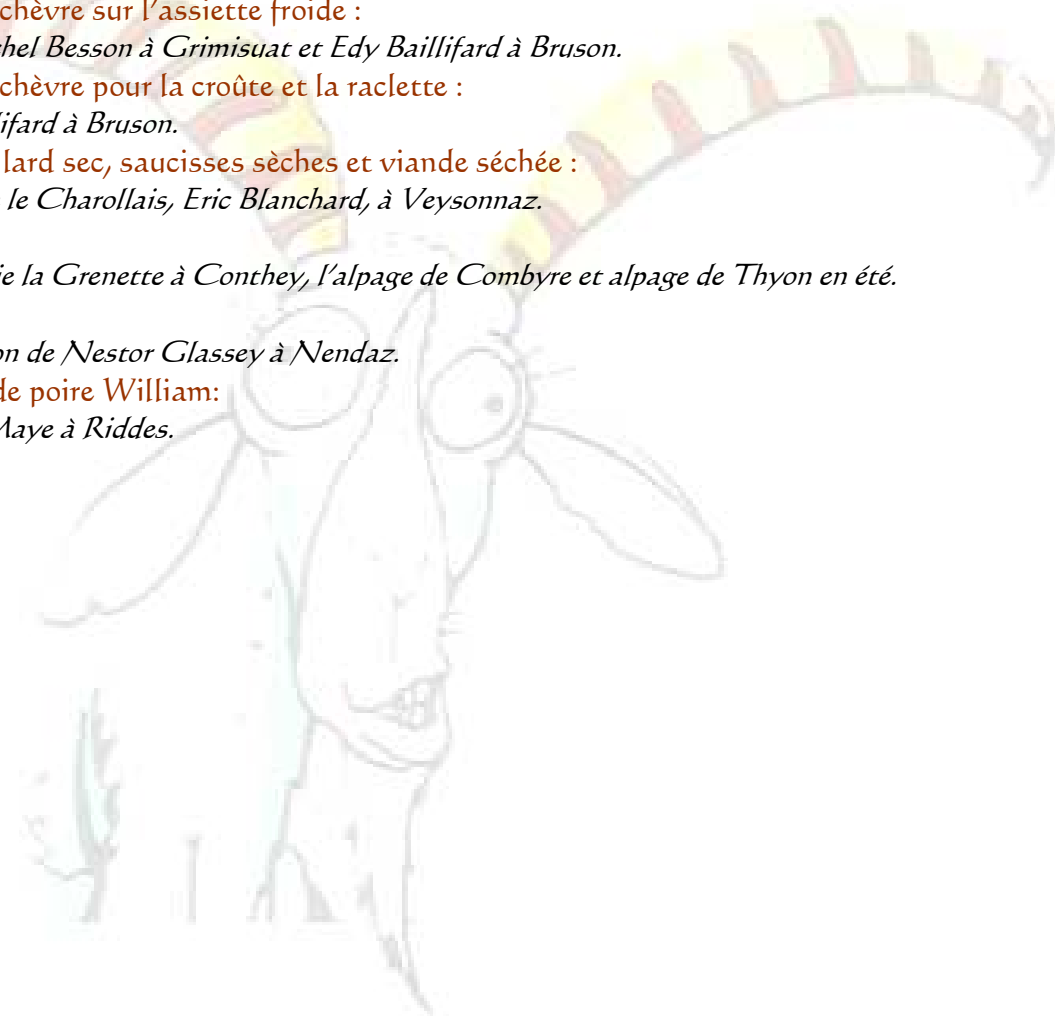 chèvre sur l'assiette froide :
hel Besson à Grimisuat et Edy Baillifard à Bruson.
chèvre pour la croûte et la raclette :
lifard à Bruson.
lard sec, saucisses sèches et viande séchée :
le Charollais, Eric Blanchard, à Veysonnaz.
ie la Grenette à Conthey, l'alpage de Combyre et alpage de Thyon en été.
on de Nestor Glassey à Nendaz.
de poire William:
Maye à Riddes.